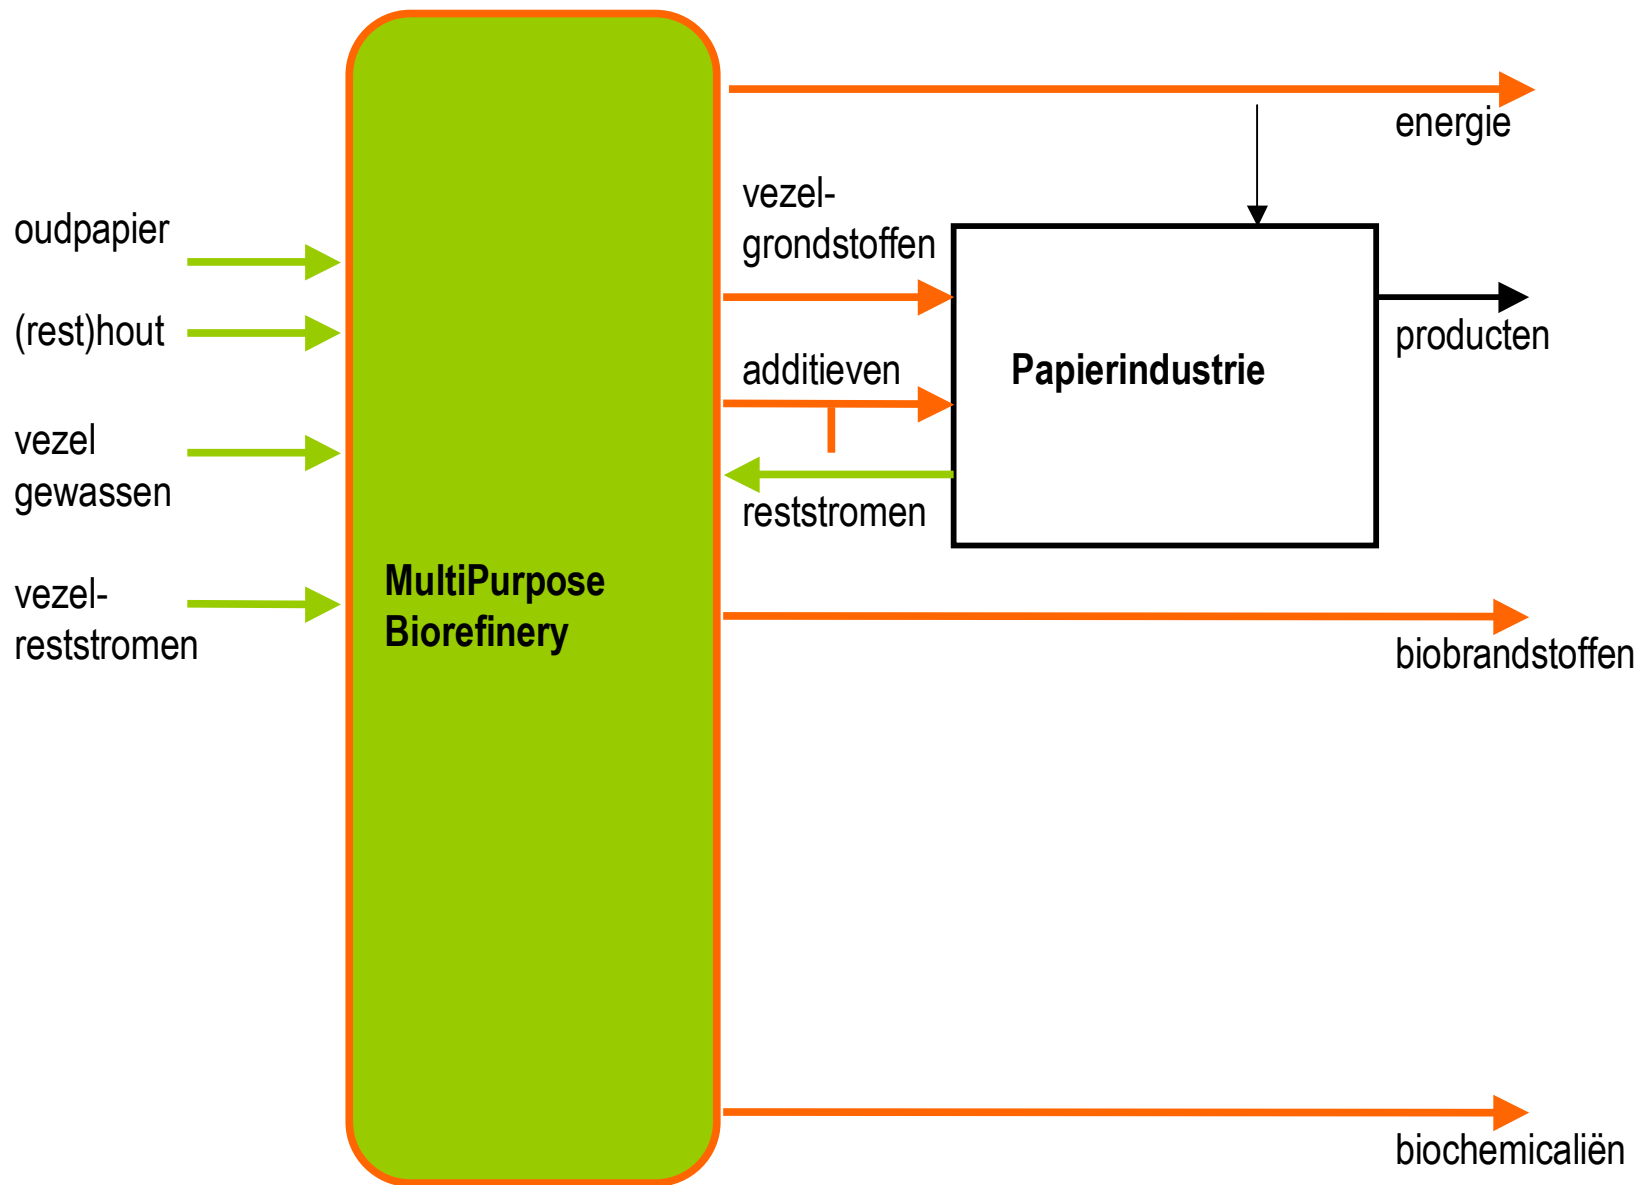 oudpapier
(rest)hout
vezel
gewassen
vezel-
reststromen
MultiPurpose
Biorefinery
vezel-
grondstoffen
additieven
reststromen
Papierindustrie
energie
producten
biobrandstoffen
biochemicaliën